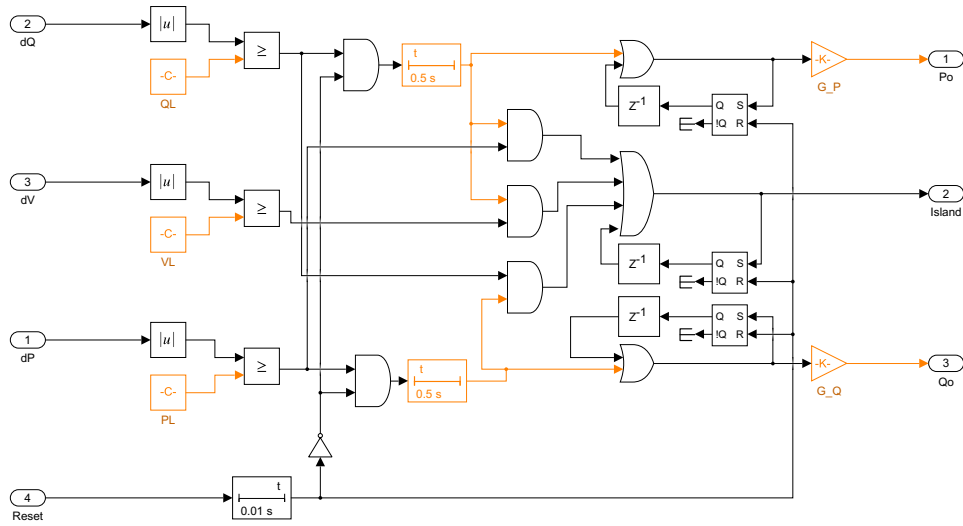 2
dQ
|u|
≥
-C-
QL
t
0.5 s
-K-
G_P
1
Po
Z-1
Q S
!Q R
3
dV
|u|
≥
-C-
VL
2
Island
Z-1
Q S
!Q R
Z-1
Q S
!Q R
1
dP
|u|
≥
-C-
PL
t
0.5 s
-K-
G_Q
3
Qo
4
Reset
t
0.01 s